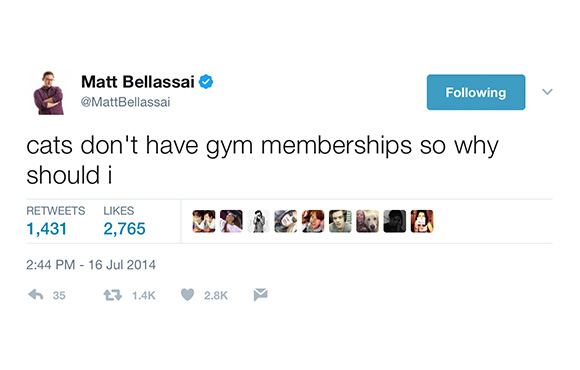 Matt Bellassai
@MattBellassai
Following
cats don't have gym memberships so why
should i
RETWEETS LIKES
1,431 2,765
2:44 PM - 16 Jul 2014
35 1.4K 2.8K